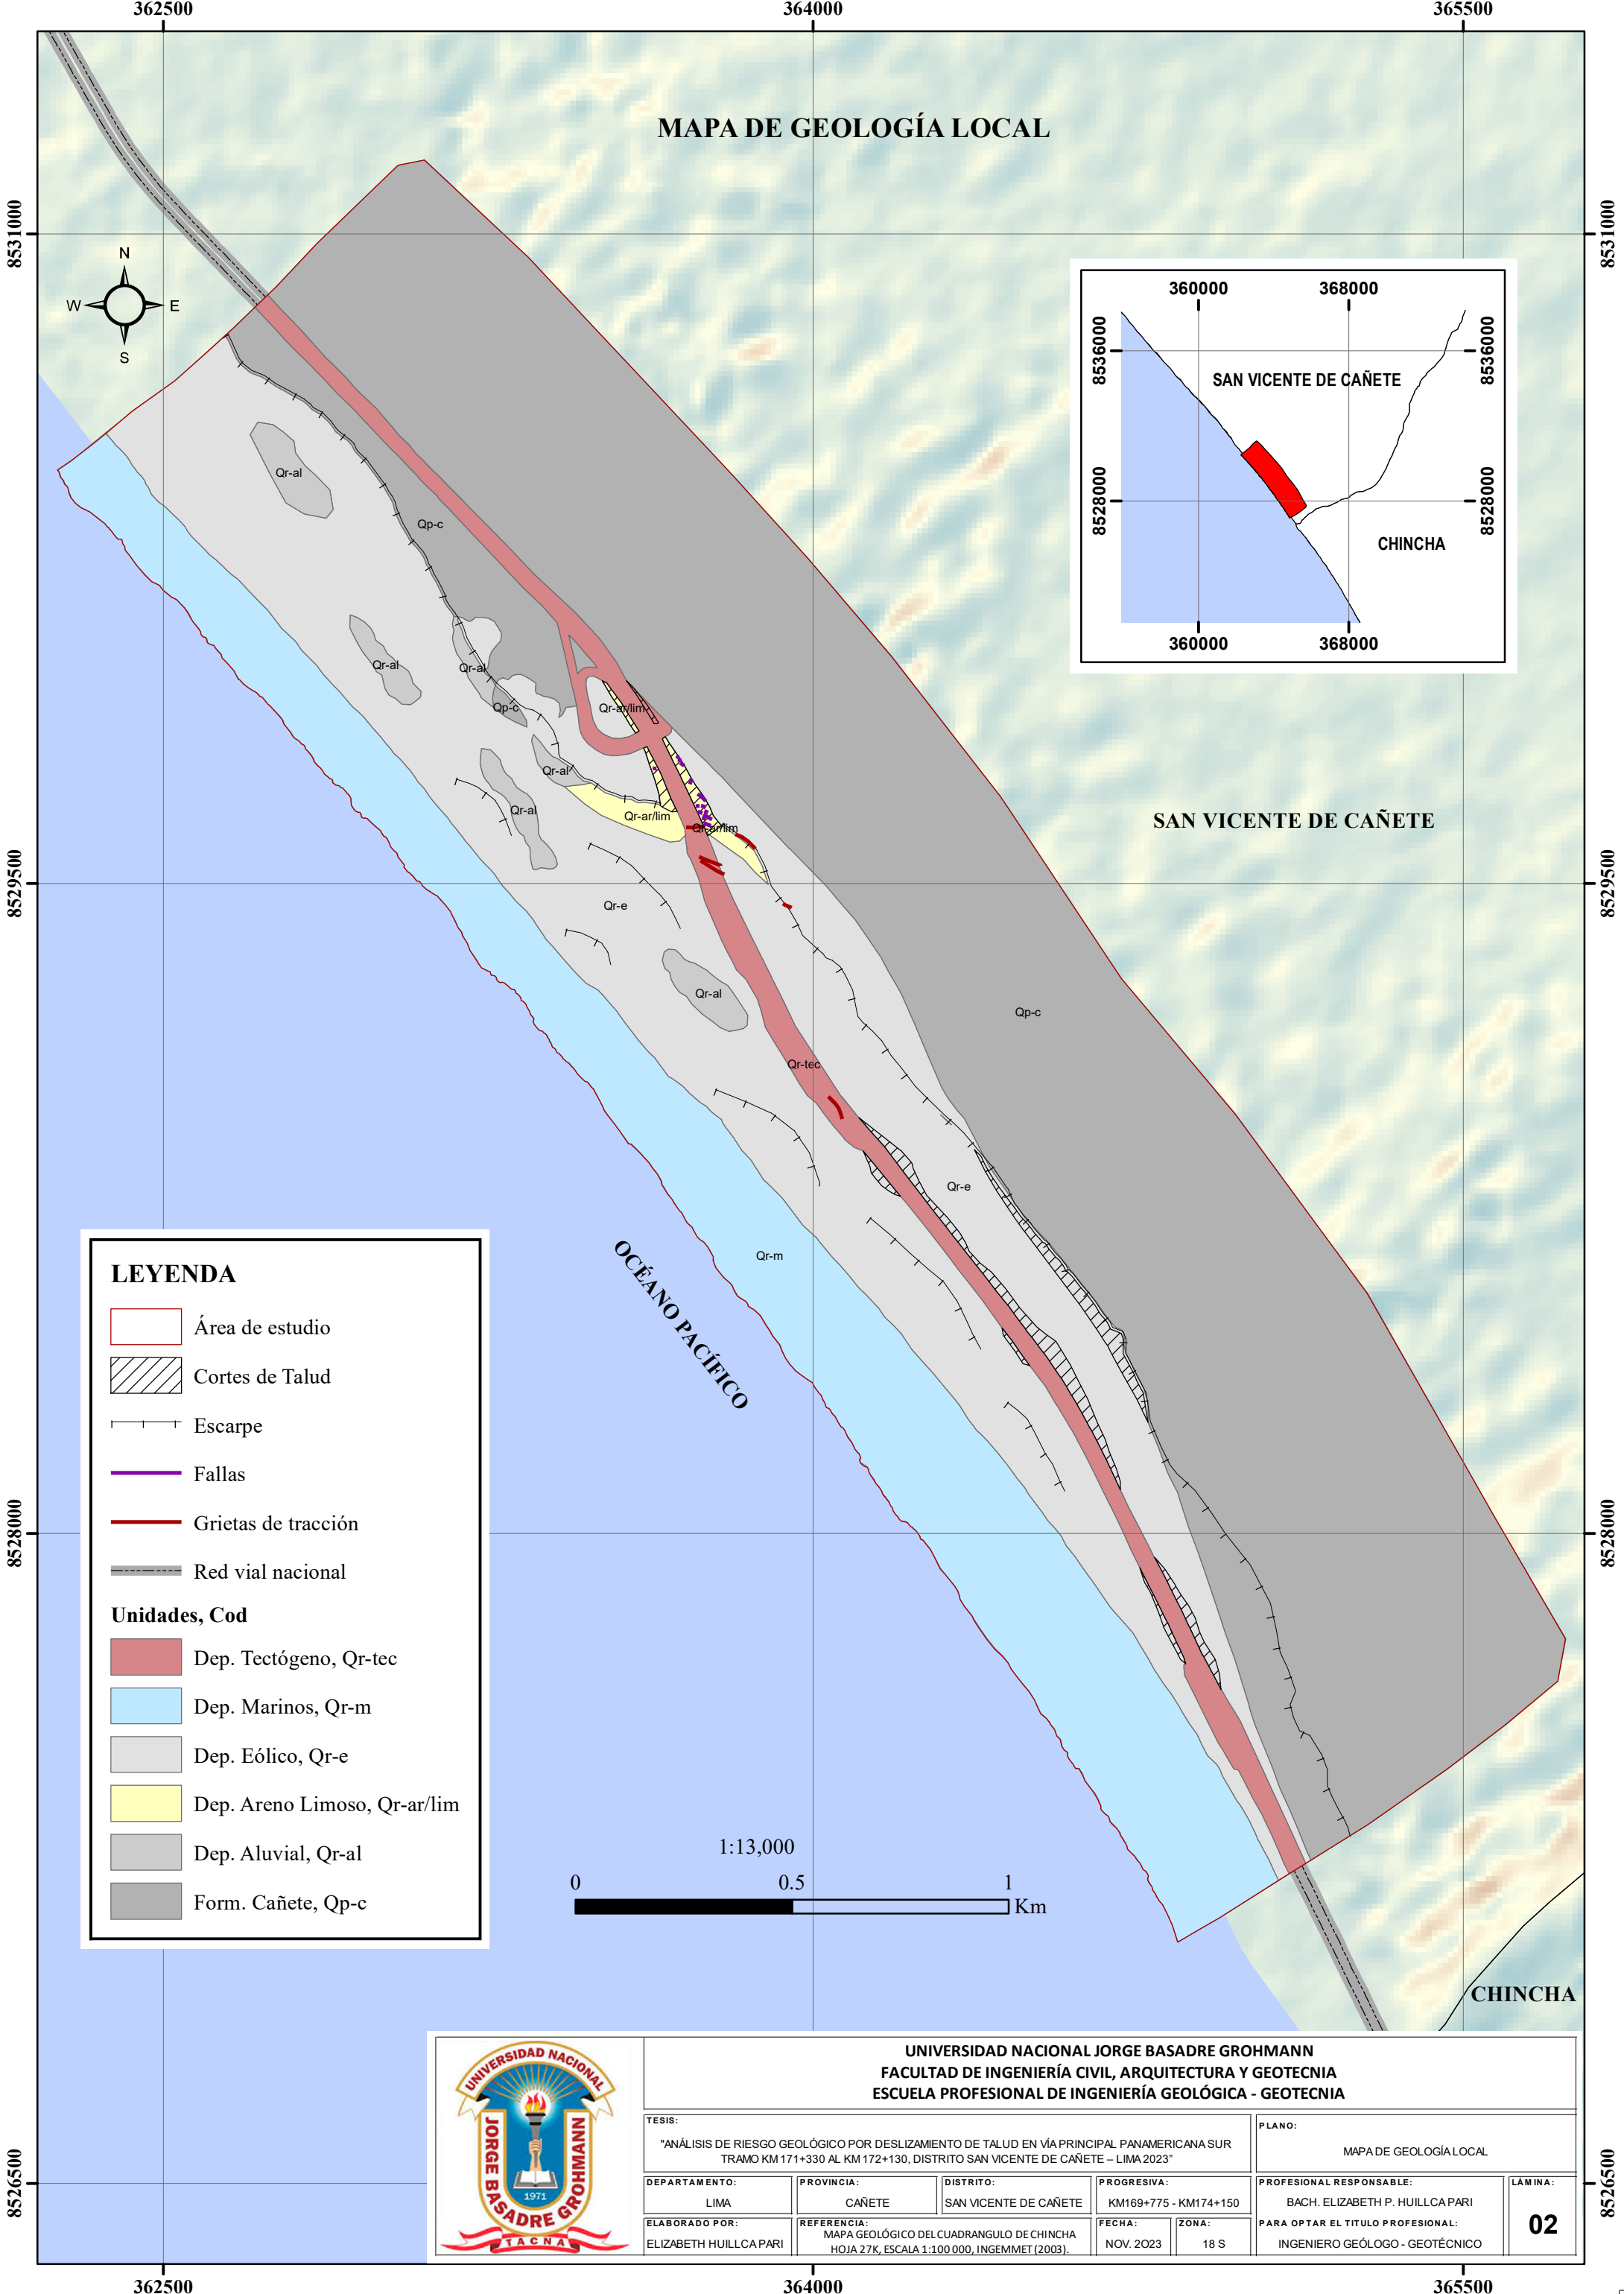 362500
364000
365500
MAPA DE GEOLOGÍA LOCAL
8531000
8531000
N
W
E
S
360000
368000
8536000
8536000
SAN VICENTE DE CAÑETE
8528000
8528000
CHINCHA
360000
368000
Qr-al
Qp-c
Qr-al
Qr-al
Qp-c
Qr-ar/lim
Qr-al
Qr-al
Qr-ar/lim
Qr-ar/lim
SAN VICENTE DE CAÑETE
8529500
8529500
Qr-e
Qr-al
Qp-c
Qr-tec
Qr-e
Qr-m
OCÉANO PACÍFICO
LEYENDA
Área de estudio
Cortes de Talud
Escarpe
Fallas
Grietas de tracción
Red vial nacional
Unidades, Cod
Dep. Tectógeno, Qr-tec
Dep. Marinos, Qr-m
Dep. Eólico, Qr-e
Dep. Areno Limoso, Qr-ar/lim
Dep. Aluvial, Qr-al
Form. Cañete, Qp-c
8528000
8528000
1:13,000
0
0.5
1
Km
CHINCHA
UNIVERSIDAD NACIONAL
JORGE BASADRE GROHMANN
1971
TACNA
UNIVERSIDAD NACIONAL JORGE BASADRE GROHMANN
FACULTAD DE INGENIERÍA CIVIL, ARQUITECTURA Y GEOTECNIA
ESCUELA PROFESIONAL DE INGENIERÍA GEOLÓGICA - GEOTECNIA
TESIS:
"ANÁLISIS DE RIESGO GEOLÓGICO POR DESLIZAMIENTO DE TALUD EN VÍA PRINCIPAL PANAMERICANA SUR
TRAMO KM 171+330 AL KM 172+130, DISTRITO SAN VICENTE DE CAÑETE – LIMA 2023"
PLANO:
MAPA DE GEOLOGÍA LOCAL
DEPARTAMENTO:
LIMA
PROVINCIA:
CAÑETE
DISTRITO:
SAN VICENTE DE CAÑETE
PROGRESIVA:
KM169+775 - KM174+150
PROFESIONAL RESPONSABLE:
BACH. ELIZABETH P. HUILLCA PARI
LÁMINA:
02
ELABORADO POR:
ELIZABETH HUILLCA PARI
REFERENCIA:
MAPA GEOLÓGICO DEL CUADRANGULO DE CHINCHA
HOJA 27K, ESCALA 1:100 000, INGEMMET (2003).
FECHA:
NOV. 2O23
ZONA:
18 S
PARA OPTAR EL TITULO PROFESIONAL:
INGENIERO GEÓLOGO - GEOTÉCNICO
8526500
8526500
362500
364000
365500